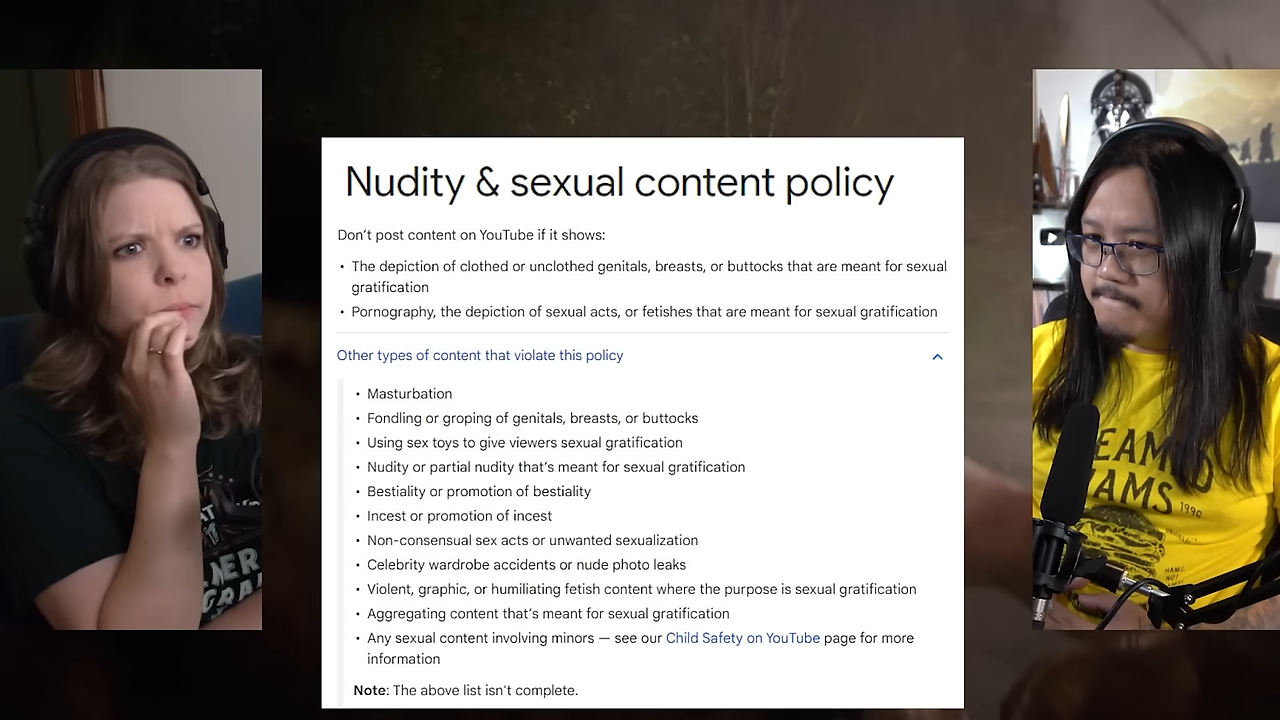 Nudity & sexual content policy
Don't post content on YouTube if it shows:
• The depiction of clothed or unclothed genitals, breasts, or buttocks that are meant for sexual
gratification
• Pornography, the depiction of sexual acts, or fetishes that are meant for sexual gratification
Other types of content that violate this policy
• Masturbation
• Fondling or groping of genitals, breasts, or buttocks
• Using sex toys to give viewers sexual gratification
• Nudity or partial nudity that's meant for sexual gratification
• Bestiality or promotion of bestiality
• Incest or promotion of incest
• Non-consensual sex acts or unwanted sexualization
• Celebrity wardrobe accidents or nude photo leaks
• Violent, graphic, or humiliating fetish content where the purpose is sexual gratification
• Aggregating content that's meant for sexual gratification
• Any sexual content involving minors — see our Child Safety on YouTube page for more
information
Note: The above list isn't complete.
1990